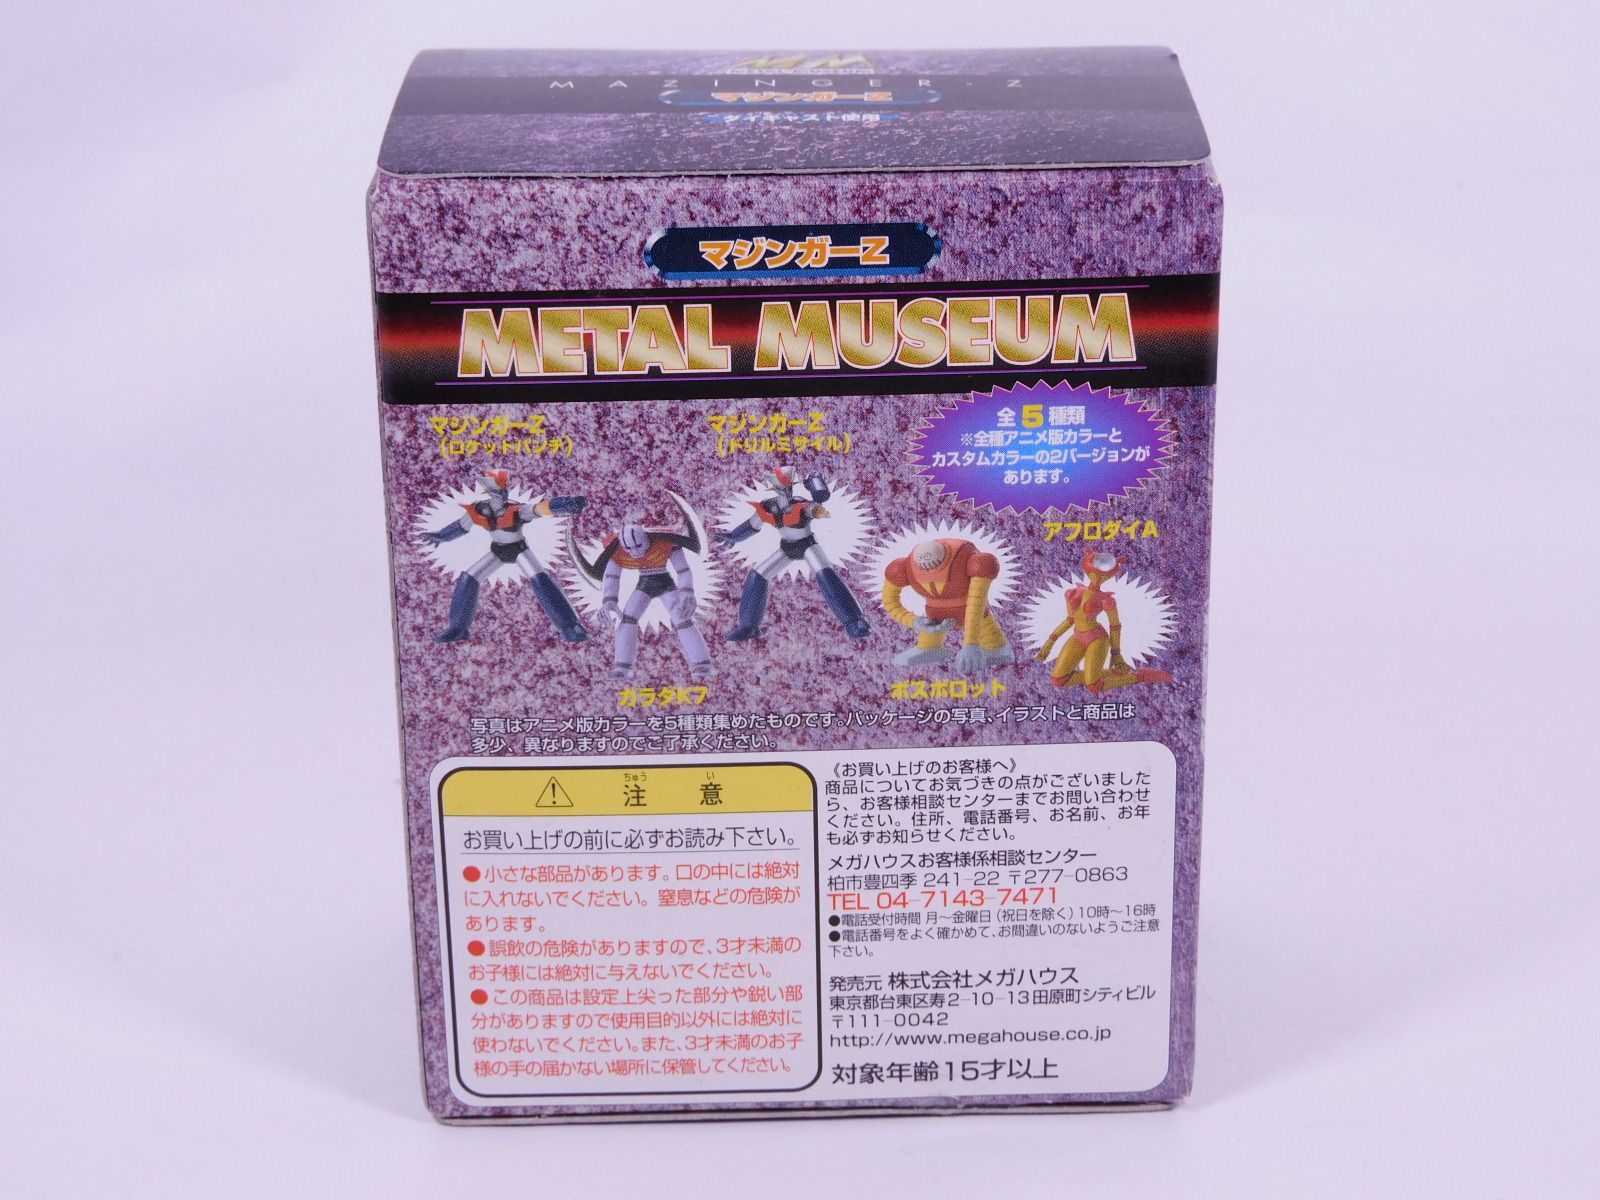 MM
METAL MUSEUM
MAZINGER-Z
マジンガーZ
ダイキャスト使用
マジンガーZ
METAL MUSEUM
マジンガーZ
(ロケットパンチ)
マジンガーZ
(ドリルミサイル)
全5種類
※全種アニメ版カラーと
カスタムカラーの2バージョンが
あります。
アフロダイA
ガラダK7
ボスボロット
写真はアニメ版カラーを5種類集めたものです。パッケージの写真、イラストと商品は
多少、異なりますのでご了承ください。
ちゅう い
注意
お買い上げの前に必ずお読み下さい。
●小さな部品があります。口の中には絶対
に入れないでください。窒息などの危険が
あります。
●誤飲の危険がありますので、3才未満の
お子様には絶対に与えないでください。
●この商品は設定上尖った部分や鋭い部
分がありますので使用目的以外には絶対に
使わないでください。また、3才未満のお子
様の手の届かない場所に保管してください。
《お買い上げのお客様へ》
商品についてお気づきの点がございました
ら、お客様相談センターまでお問い合わせ
ください。住所、電話番号、お名前、お年
も必ずお知らせください。
メガハウスお客様係相談センター
柏市豊四季 241-22 〒277-0863
TEL 04-7143-7471
●電話受付時間 月〜金曜日(祝日を除く)10時〜16時
●電話番号をよく確かめて、お間違いのないようご注意
下さい。
発売元 株式会社メガハウス
東京都台東区寿2-10-13田原町シティビル
〒111-0042
http://www.megahouse.co.jp
対象年齢15才以上